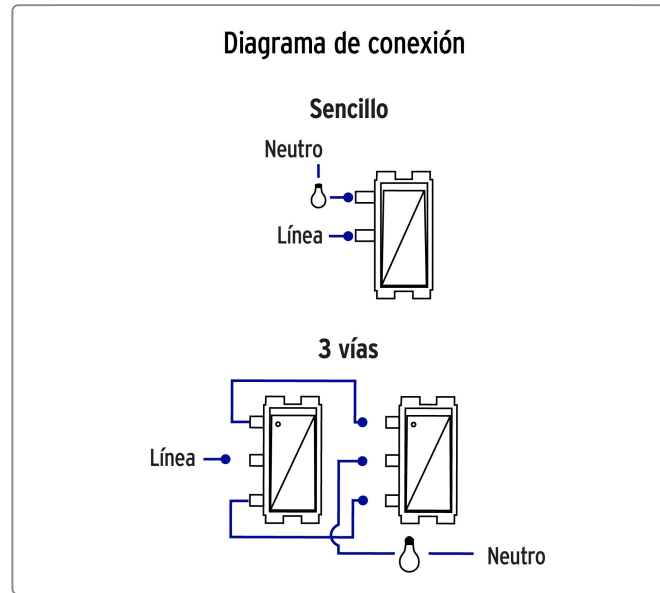 Diagrama de conexión
Sencillo
Neutro
Línea
3 vías
Línea
Neutro